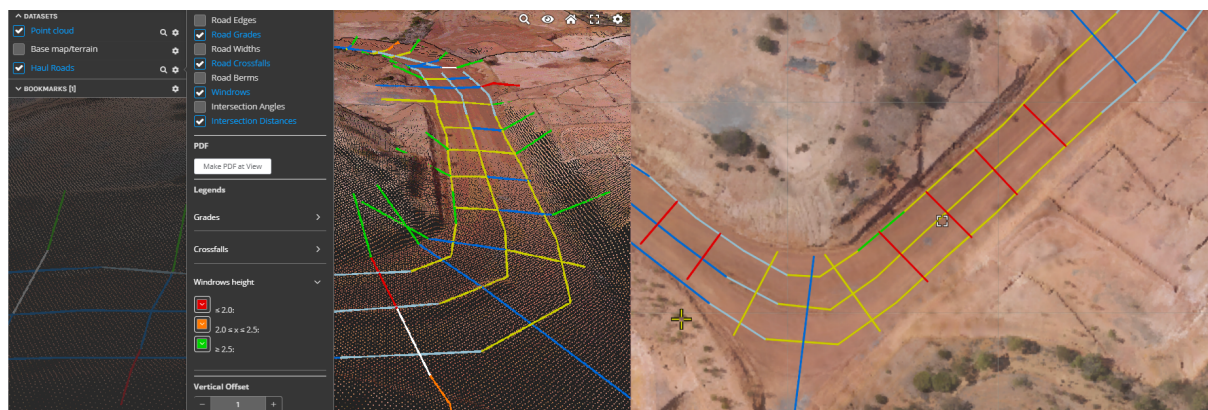 DATASETS
Point cloud
Base map/terrain
Haul Roads
BOOKMARKS [1]
Road Edges
Road Grades
Road Widths
Road Crossfalls
Road Berms
Windrows
Intersection Angles
Intersection Distances
PDF
Make PDF at View
Legends
Grades
Crossfalls
Windrows height
≤ 2.0:
2.0 ≤ x ≤ 2.5:
≥ 2.5:
Vertical Offset
− 1 +